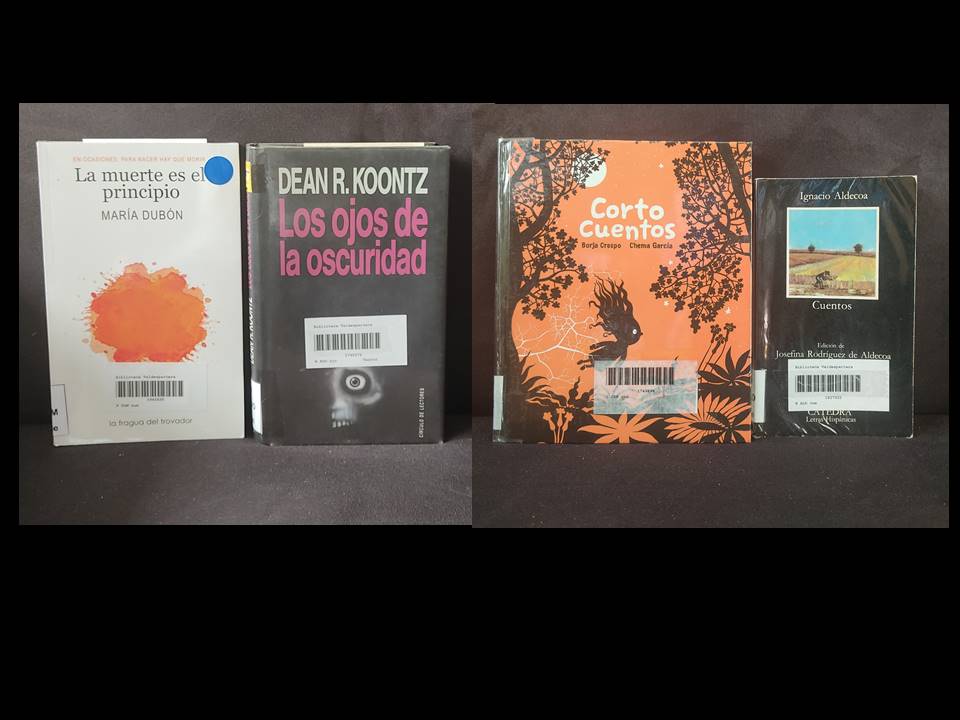 EN OCASIONES, PARA NACER HAY QUE MORIR
La muerte es el
principio
MARÍA DUBÓN
Biblioteca Valdespartera
la fragua del trovador
DEAN R. KOONTZ
Los ojos de
la oscuridad
Biblioteca Valdespartera
CÍRCULO DE LECTORES
Corto
Cuentos
Borja Crespo Chema García
Ignacio Aldecoa
Cuentos
Edición de
Josefina Rodríguez de Aldecoa
Biblioteca Valdespartera
CATEDRA
Letras Hispánicas